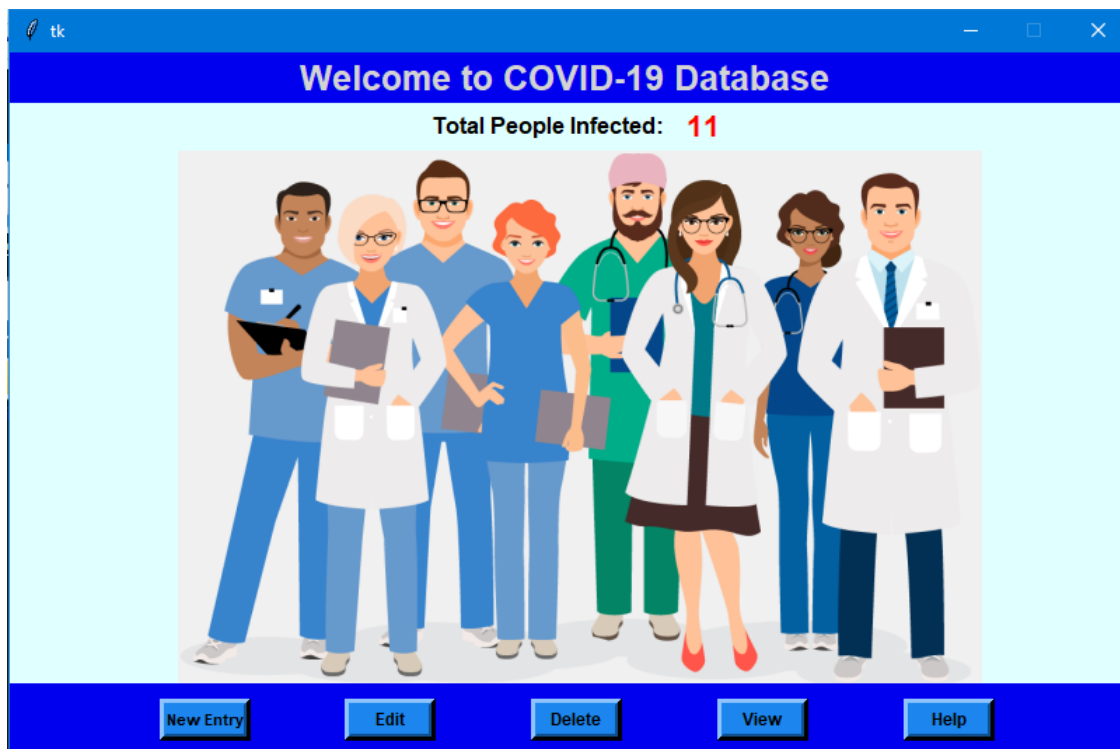 tk
Welcome to COVID-19 Database
Total People Infected: 11
New Entry Edit Delete View Help